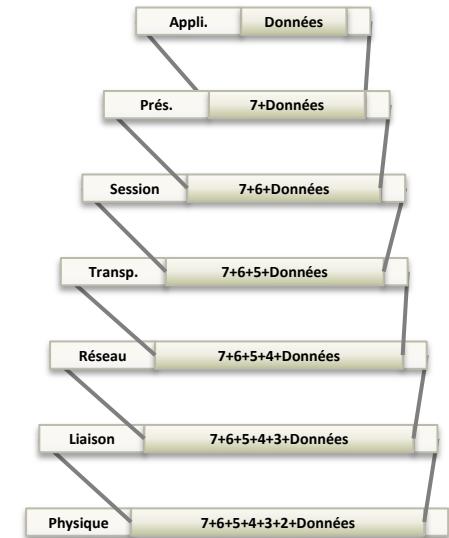 Appli. Données
Prés. 7+Données
Session 7+6+Données
Transp. 7+6+5+Données
Réseau 7+6+5+4+Données
Liaison 7+6+5+4+3+Données
Physique 7+6+5+4+3+2+Données